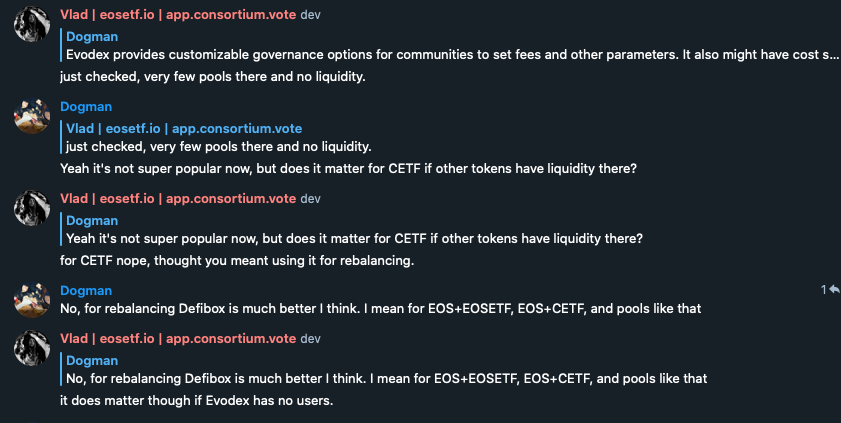 Vlad | eosetf.io | app.consortium.vote dev
Dogman
Evodex provides customizable governance options for communities to set fees and other parameters. It also might have cost s...
just checked, very few pools there and no liquidity.
Dogman
Vlad | eosetf.io | app.consortium.vote
just checked, very few pools there and no liquidity.
Yeah it's not super popular now, but does it matter for CETF if other tokens have liquidity there?
Vlad | eosetf.io | app.consortium.vote dev
Dogman
Yeah it's not super popular now, but does it matter for CETF if other tokens have liquidity there?
for CETF nope, thought you meant using it for rebalancing.
Dogman
1
No, for rebalancing Defibox is much better I think. I mean for EOS+EOSETF, EOS+CETF, and pools like that
Vlad | eosetf.io | app.consortium.vote dev
Dogman
No, for rebalancing Defibox is much better I think. I mean for EOS+EOSETF, EOS+CETF, and pools like that
it does matter though if Evodex has no users.